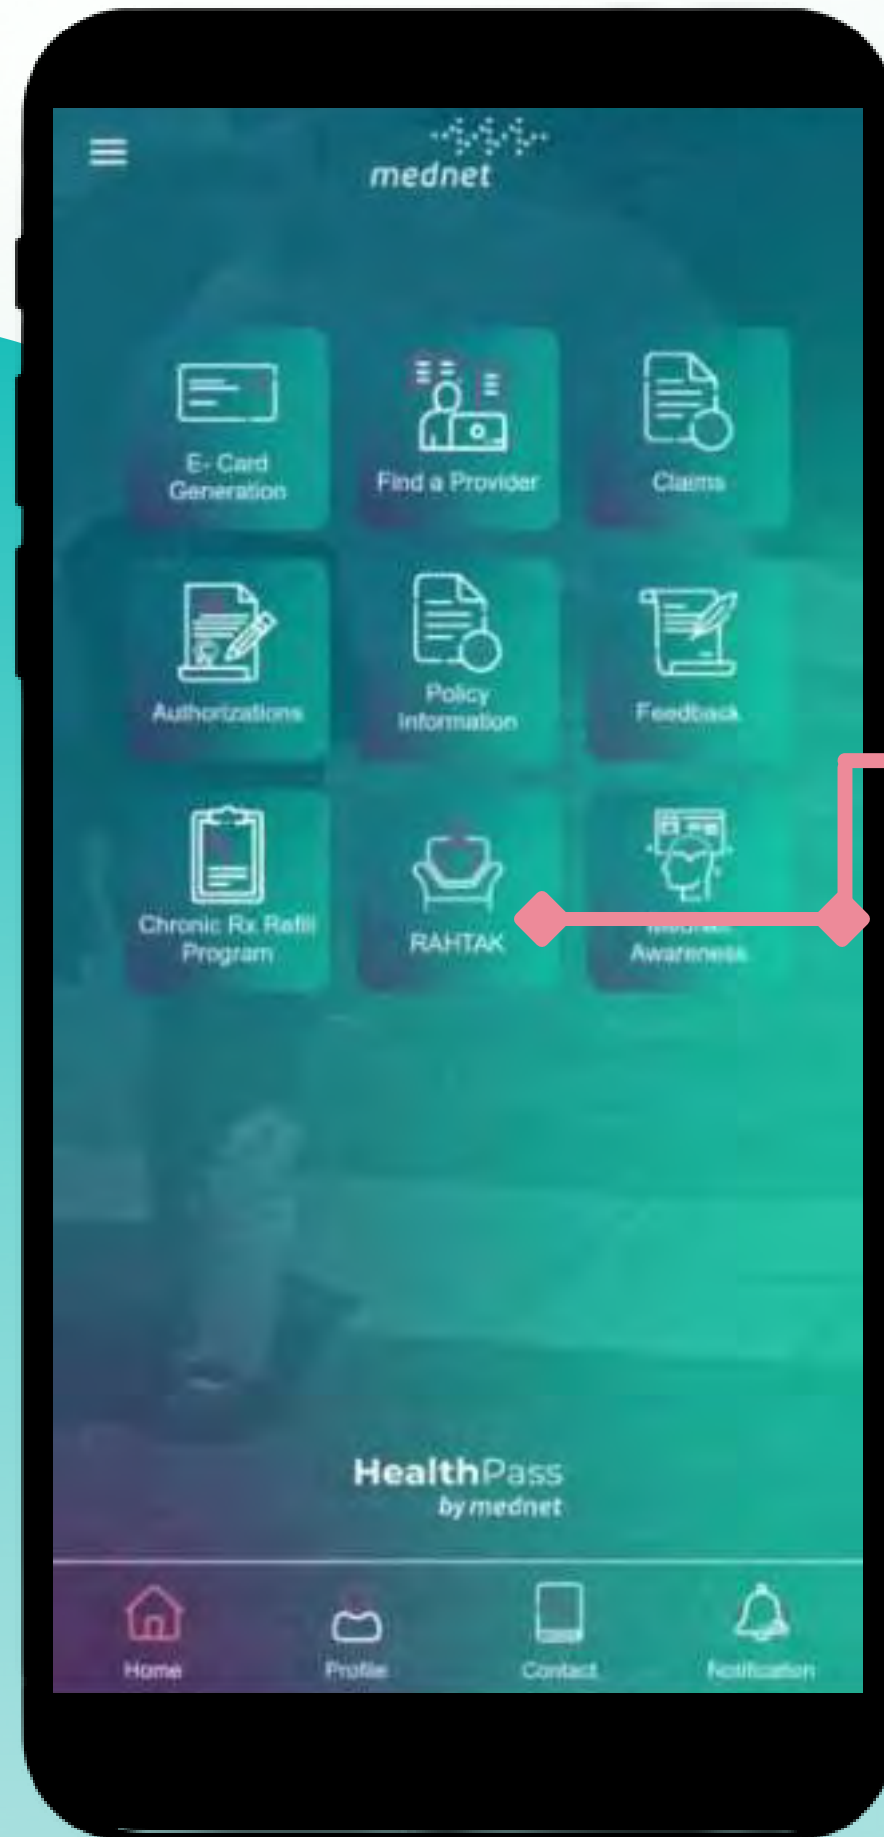 mednet
E- Card
Generation
Find a Provider
Claims
Authorizations
Policy
Information
Feedback
Chronic Rx Refill
Program
RAHTAK
Awareness
HealthPass
by mednet
Home
Profile
Contact
Notification